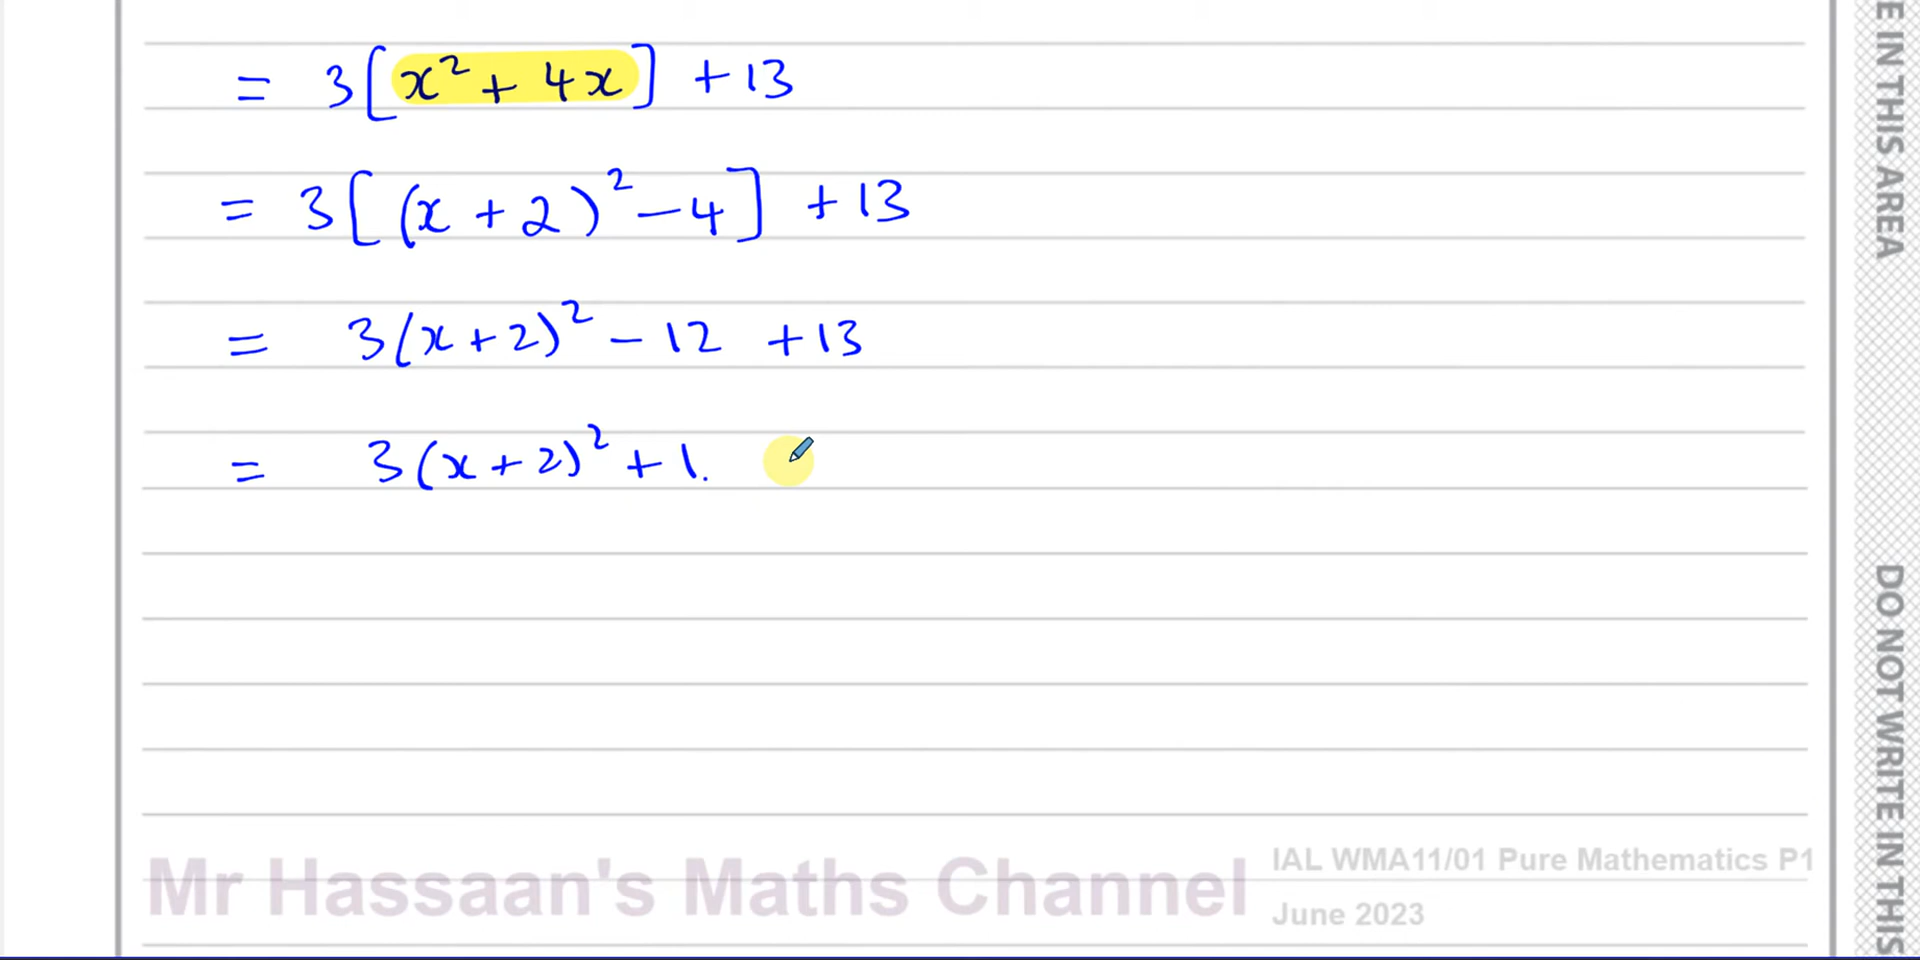 = 3[x² + 4x] + 13
= 3[(x + 2)² - 4] + 13
= 3(x+2)² - 12 + 13
= 3(x+2)² + 1.
Mr Hassaan's Maths Channel
IAL WMA11/01 Pure Mathematics P1
June 2023
E IN THIS AREA
DO NOT WRITE IN THIS